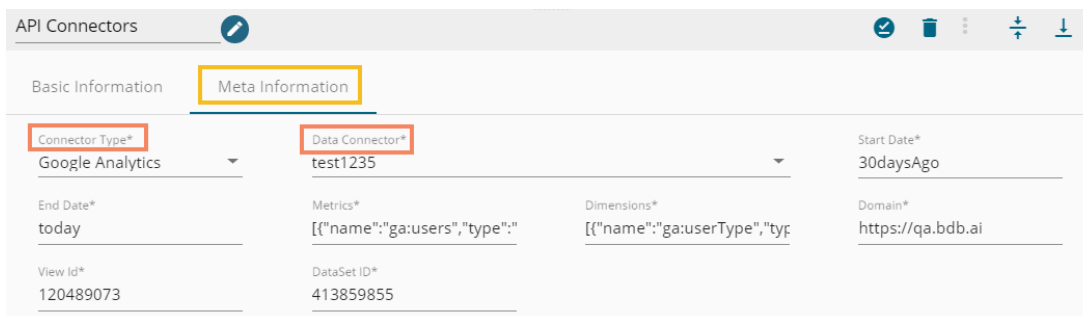 API Connectors
Basic Information Meta Information
Connector Type* Data Connector* Start Date*
Google Analytics test1235 30daysAgo
End Date* Metrics* Dimensions* Domain*
today [{"name":"ga:users","type":" [{"name":"ga:userType","typ https://qa.bdb.ai
View Id* DataSet ID*
120489073 413859855